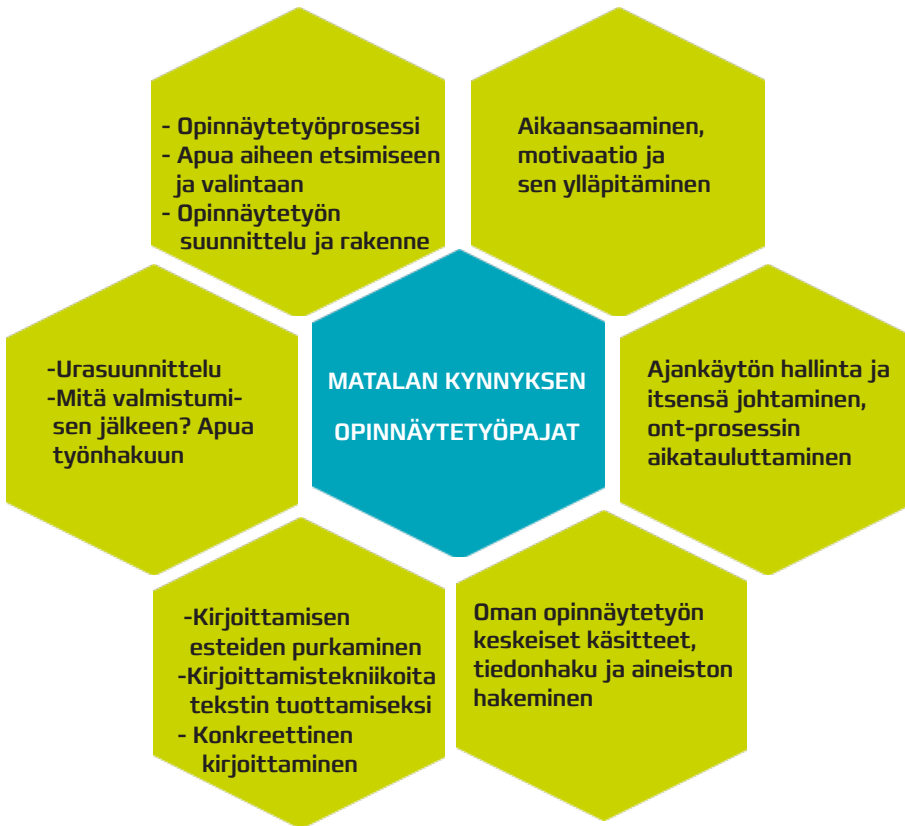 - Opinnäytetyöprosessi
- Apua aiheen etsimiseen
ja valintaan
- Opinnäytetyön
suunnittelu ja rakenne
Aikaansaaminen,
motivaatio ja
sen ylläpitäminen
-Urasuunnittelu
-Mitä valmistumi-
sen jälkeen? Apua
työnhakuun
MATALAN KYNNYKSEN
OPINNÄYTETYÖPAJAT
Ajankäytön hallinta ja
itsensä johtaminen,
ont-prosessin
aikatauluttaminen
-Kirjoittamisen
esteiden purkaminen
-Kirjoittamistekniikoita
tekstin tuottamiseksi
- Konkreettinen
kirjoittaminen
Oman opinnäytetyön
keskeiset käsitteet,
tiedonhaku ja aineiston
hakeminen